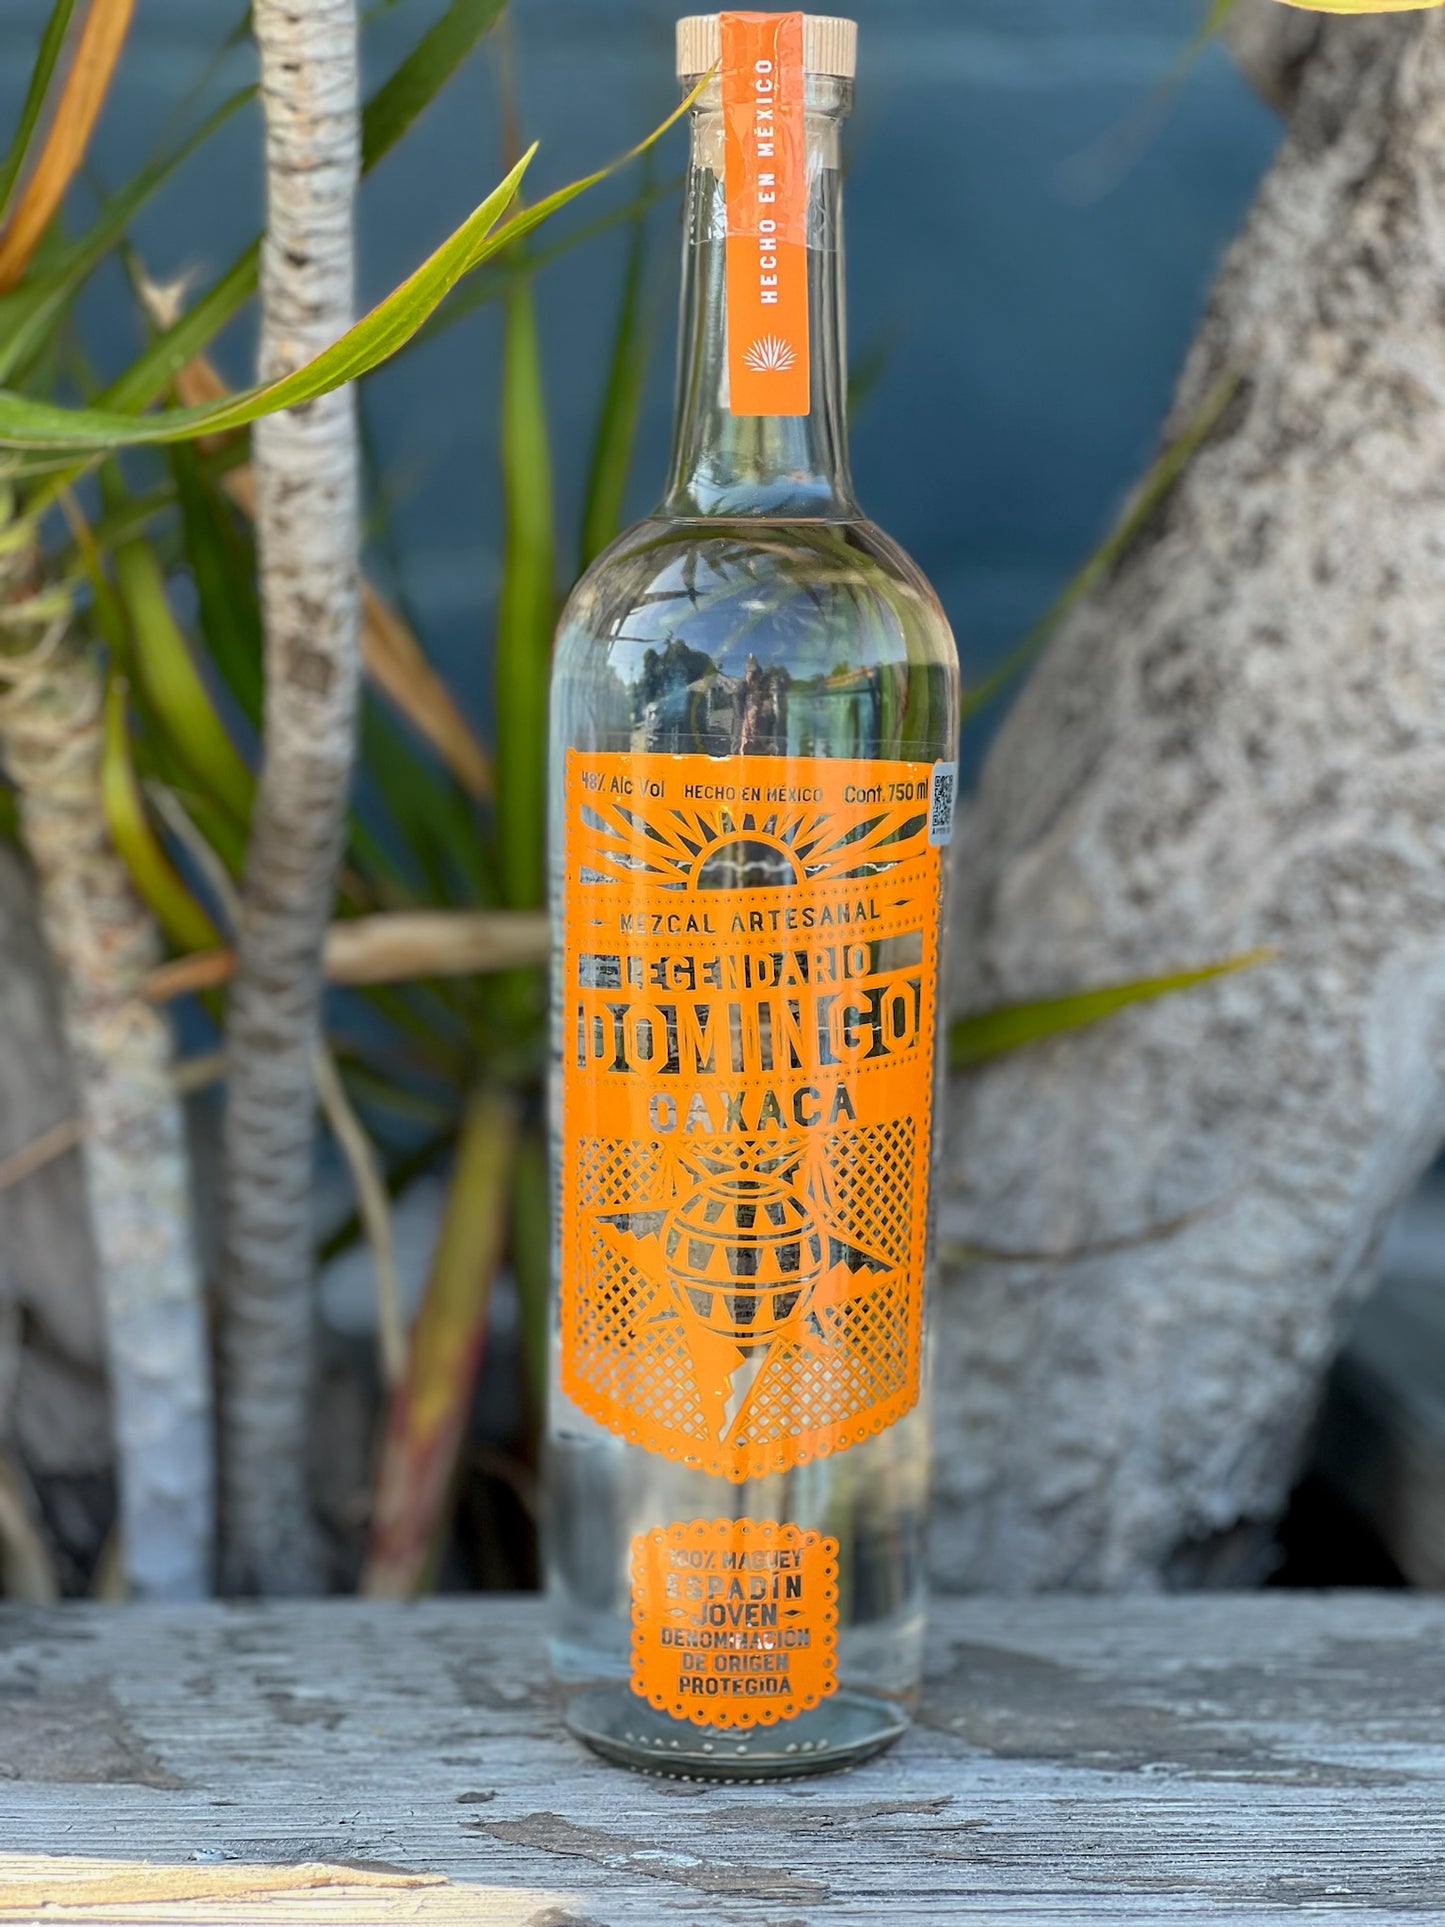 HECHO EN MÉXICO
48% Alc Vol HECHO EN MÉXICO Cont. 750 ml
MEZCAL ARTESANAL
LEGENDARIO
DOMINGO
OAXACA
100% MAGUEY
ESPADÍN
JOVEN
DENOMINACIÓN
DE ORIGEN
PROTEGIDA